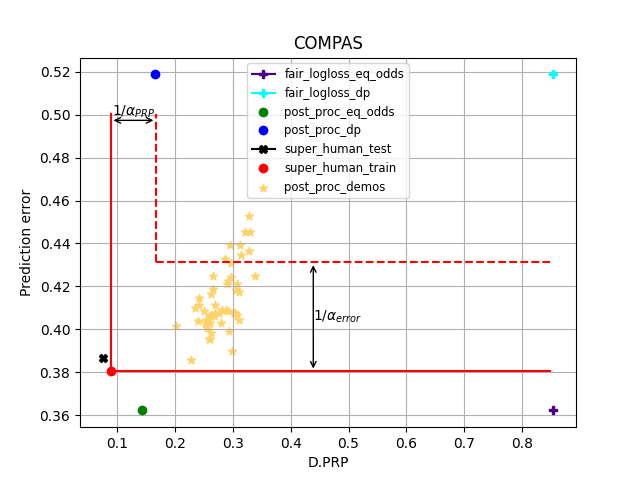 COMPAS
fair_logloss_eq_odds
fair_logloss_dp
post_proc_eq_odds
post_proc_dp
super_human_test
super_human_train
post_proc_demos
1/α_PRP
1/α_error
Prediction error
0.52
0.50
0.48
0.46
0.44
0.42
0.40
0.38
0.36
0.1 0.2 0.3 0.4 0.5 0.6 0.7 0.8
D.PRP